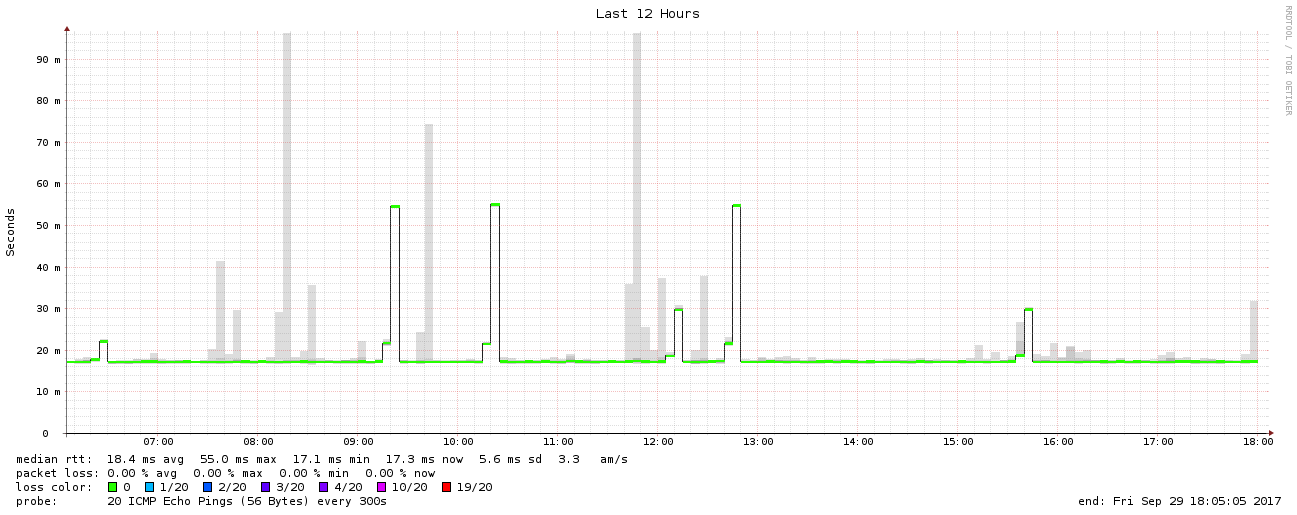 Last 12 Hours
RRDTOOL / TOBI OETIKER
Seconds
90 m
80 m
70 m
60 m
50 m
40 m
30 m
20 m
10 m
0
07:00 08:00 09:00 10:00 11:00 12:00 13:00 14:00 15:00 16:00 17:00 18:00
median rtt: 18.4 ms avg 55.0 ms max 17.1 ms min 17.3 ms now 5.6 ms sd 3.3 am/s
packet loss: 0.00 % avg 0.00 % max 0.00 % min 0.00 % now
loss color: 0 1/20 2/20 3/20 4/20 10/20 19/20
probe: 20 ICMP Echo Pings (56 Bytes) every 300s end: Fri Sep 29 18:05:05 2017